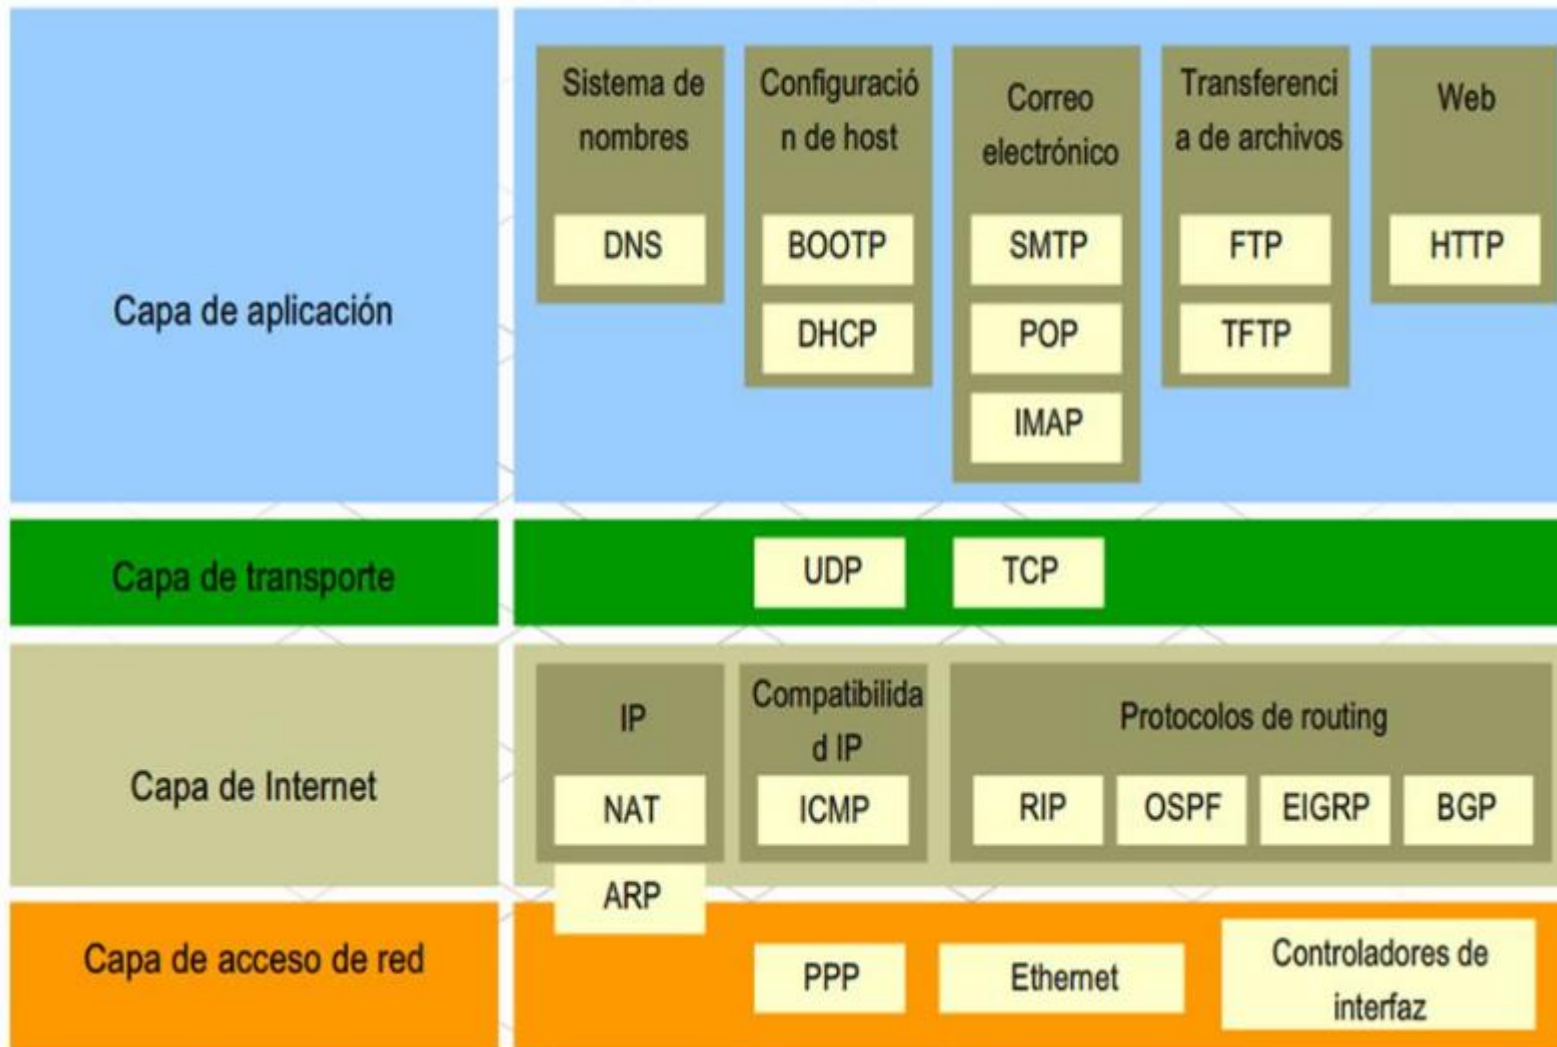 Capa de aplicación
Sistema de
nombres
DNS
Configuració
n de host
BOOTP
DHCP
Correo
electrónico
SMTP
POP
IMAP
Transferenci
a de archivos
FTP
TFTP
Web
HTTP
Capa de transporte
UDP
TCP
Capa de Internet
IP
NAT
ARP
Compatibilida
d IP
ICMP
Protocolos de routing
RIP
OSPF
EIGRP
BGP
Capa de acceso de red
PPP
Ethernet
Controladores de
interfaz